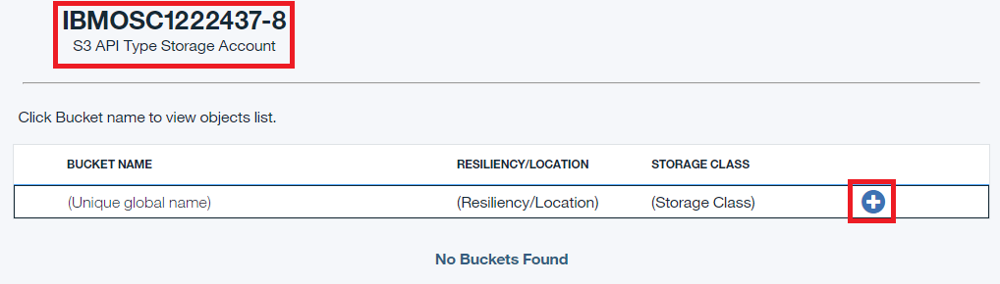 IBMOSC1222437-8
S3 API Type Storage Account
Click Bucket name to view objects list.
BUCKET NAME RESILIENCY/LOCATION STORAGE CLASS
(Unique global name) (Resiliency/Location) (Storage Class)
No Buckets Found